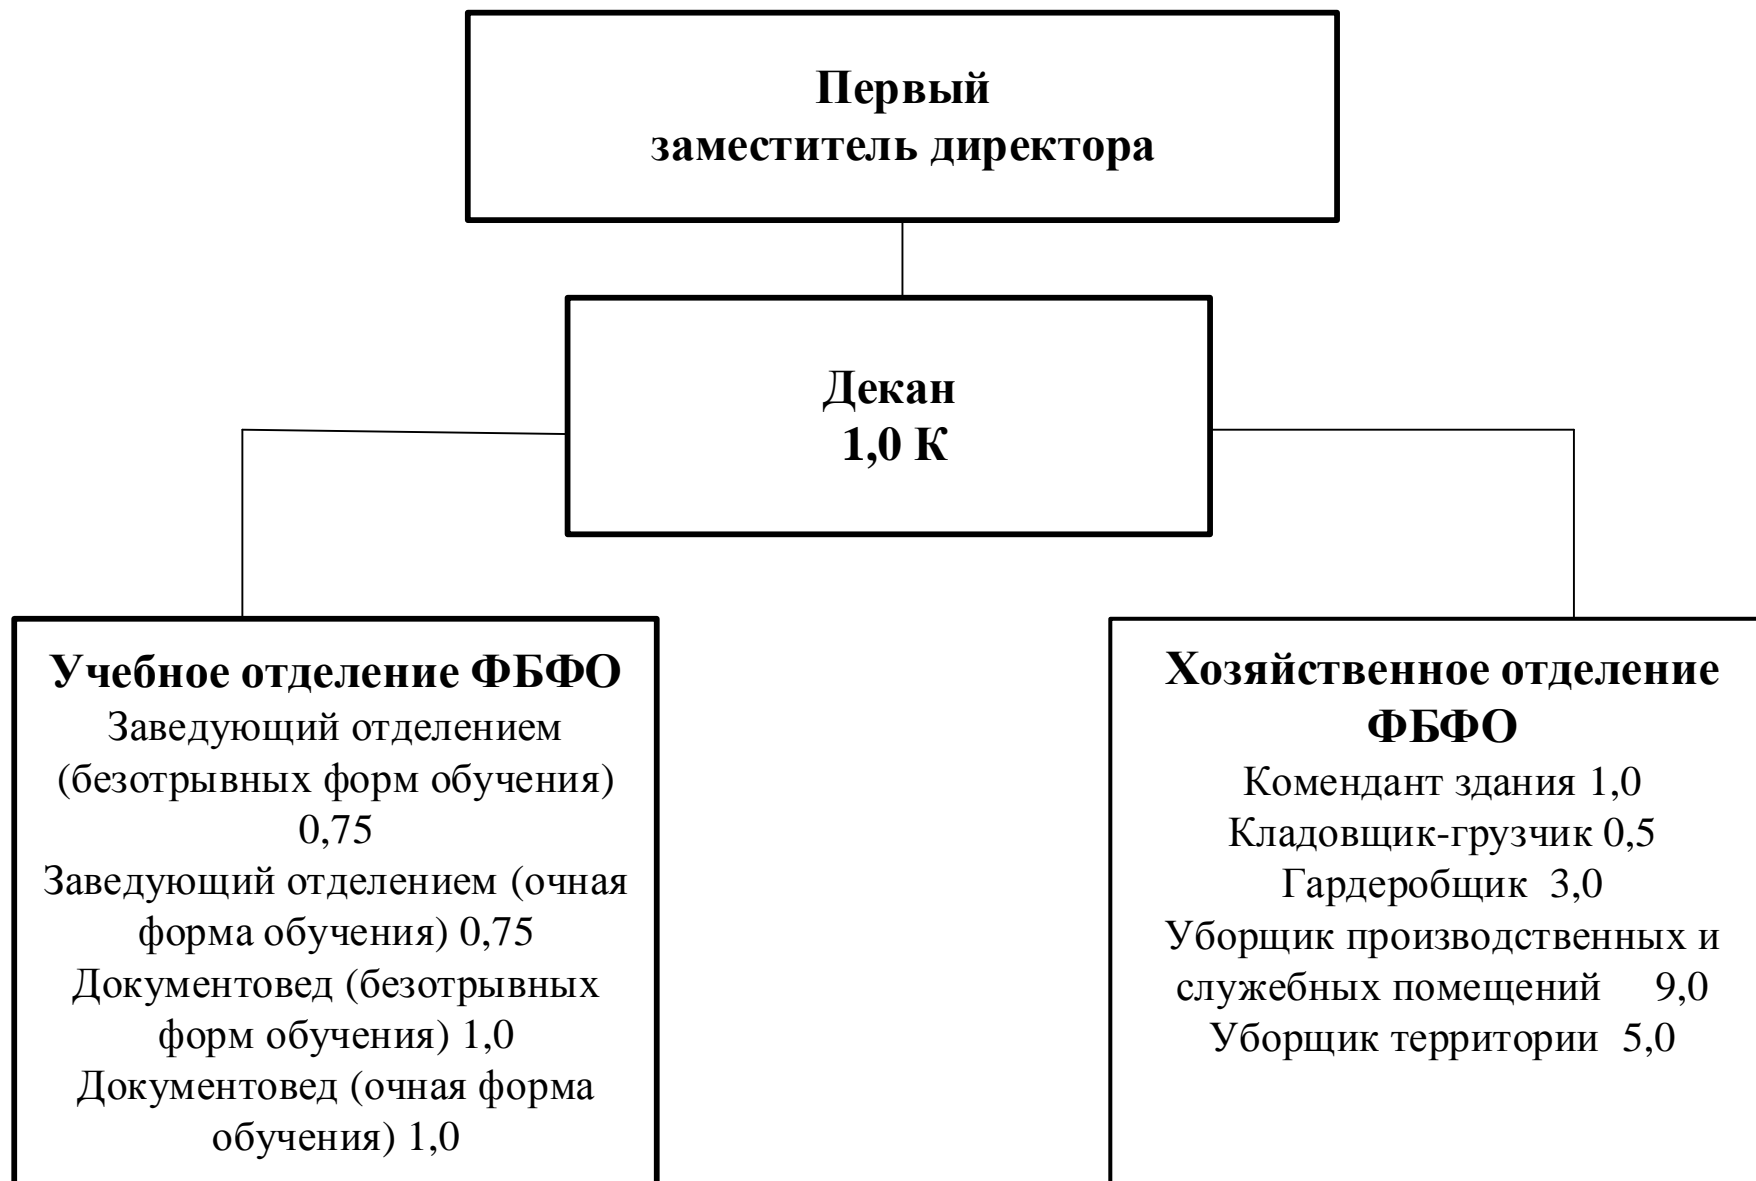 Первый
заместитель директора
Декан
1,0 К
Учебное отделение ФБФО
Заведующий отделением
(безотрывных форм обучения)
0,75
Заведующий отделением (очная
форма обучения) 0,75
Документовед (безотрывных
форм обучения) 1,0
Документовед (очная форма
обучения) 1,0
Хозяйственное отделение
ФБФО
Комендант здания 1,0
Кладовщик-грузчик 0,5
Гардеробщик 3,0
Уборщик производственных и
служебных помещений 9,0
Уборщик территории 5,0